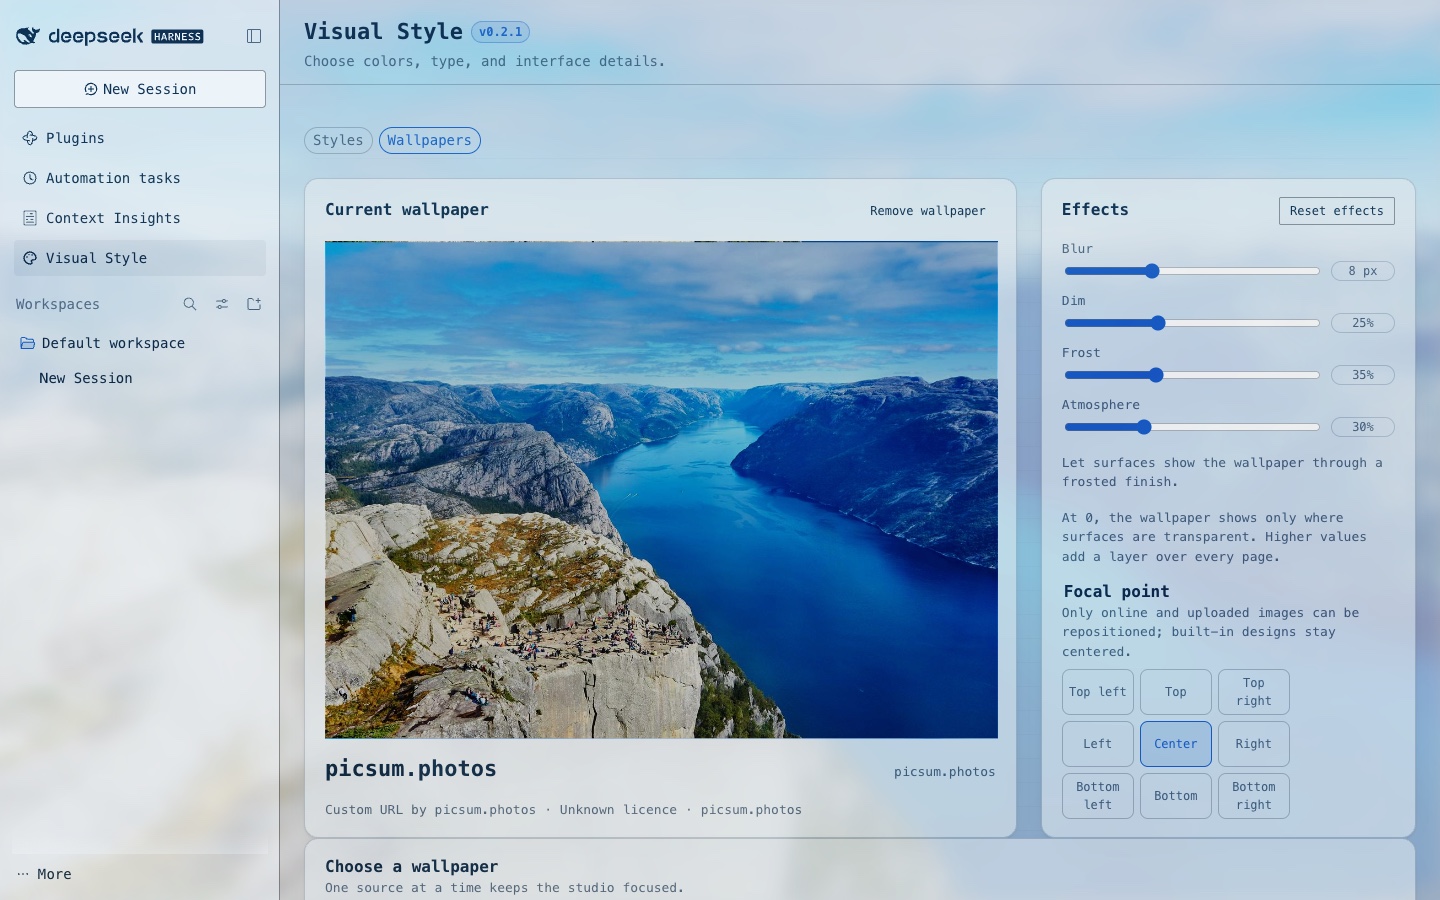 deepseek HARNESS
New Session
Plugins
Automation tasks
Context Insights
Visual Style
Workspaces
Default workspace
New Session
More
Visual Style v0.2.1
Choose colors, type, and interface details.
Styles
Wallpapers
Current wallpaper
Remove wallpaper
picsum.photos
picsum.photos
Custom URL by picsum.photos · Unknown licence · picsum.photos
Effects
Reset effects
Blur
8 px
Dim
25%
Frost
35%
Atmosphere
30%
Let surfaces show the wallpaper through a
frosted finish.
At 0, the wallpaper shows only where
surfaces are transparent. Higher values
add a layer over every page.
Focal point
Only online and uploaded images can be
repositioned; built-in designs stay
centered.
Top left
Top
Top
right
Left
Center
Right
Bottom
left
Bottom
Bottom
right
Choose a wallpaper
One source at a time keeps the studio focused.